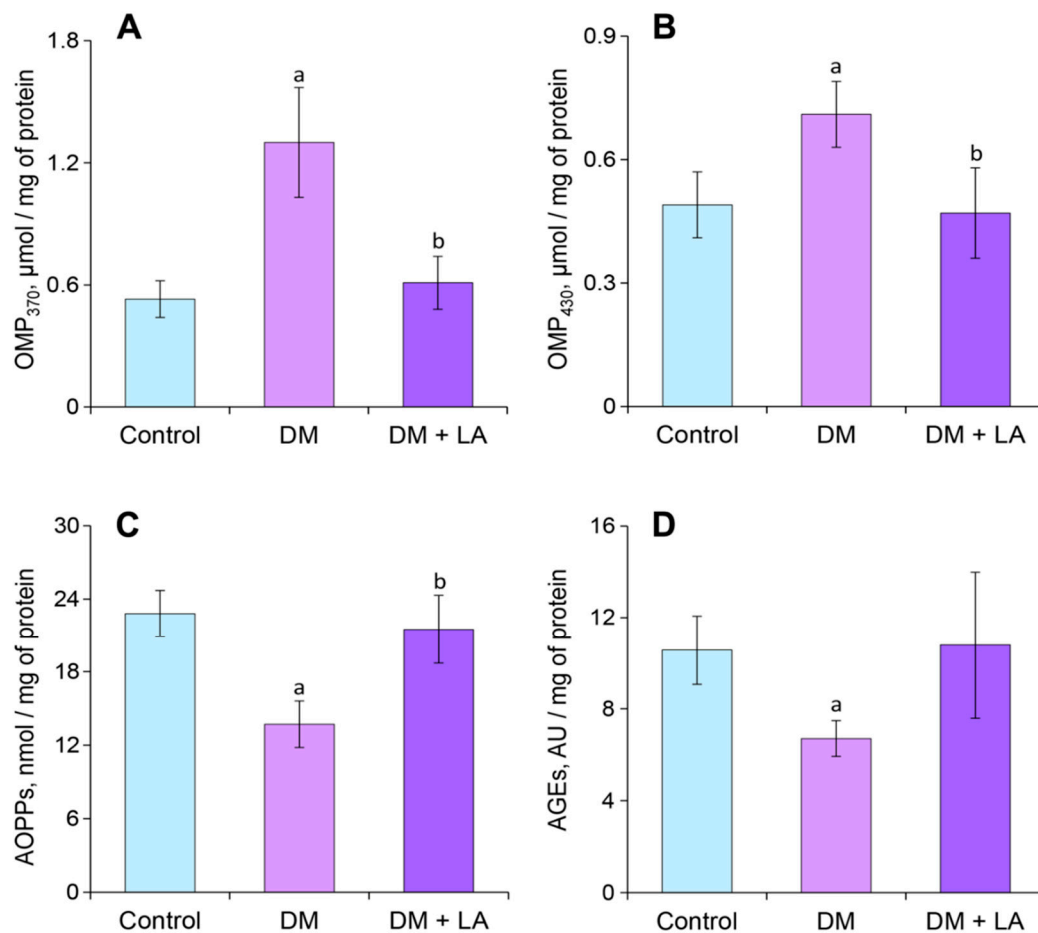 A
OMP370, µmol / mg of protein
1.8
1.2
0.6
0
a
b
Control DM DM + LA
B
OMP430, µmol / mg of protein
0.9
0.6
0.3
0
a
b
Control DM DM + LA
C
AOPPs, nmol / mg of protein
30
24
18
12
6
0
a
b
Control DM DM + LA
D
AGEs, AU / mg of protein
16
12
8
4
0
a
Control DM DM + LA